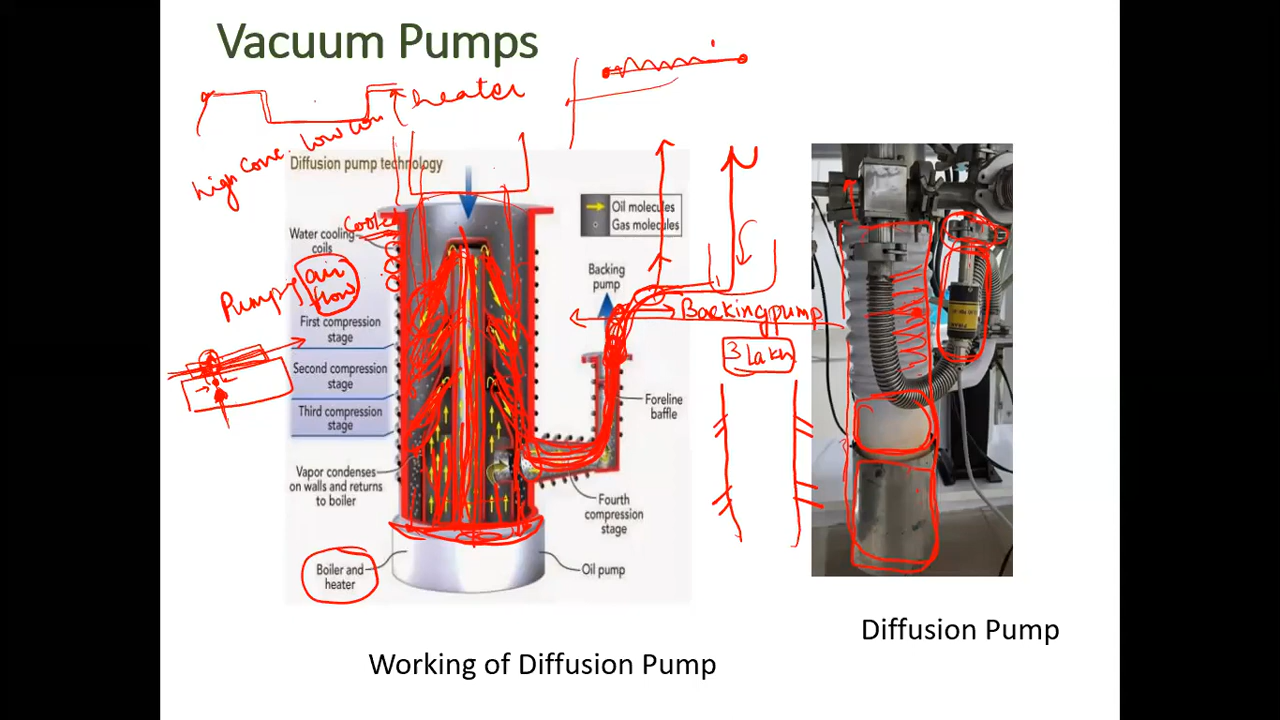 Vacuum Pumps
heater
high conc. low con
Diffusion pump technology
Oil molecules
Gas molecules
Cooler
Water cooling
coils
Backing
pump
Pump
air
flow
Backing pump
First compression
stage
3 lakh
Second compression
stage
Foreline
baffle
Third compression
stage
Vapor condenses
on walls and returns
to boiler
Fourth
compression
stage
Boiler and
heater
Oil pump
Diffusion Pump
Working of Diffusion Pump